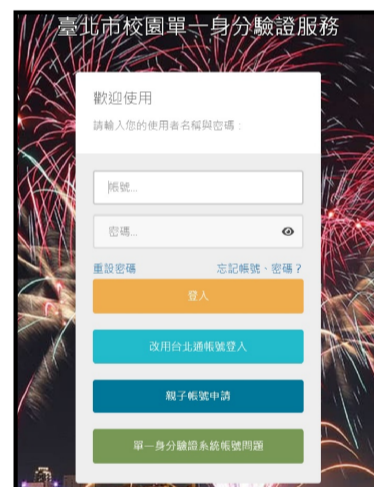 臺北市校園單一身分驗證服務
歡迎使用
請輸入您的使用者名稱與密碼：
帳號...
密碼...
重設密碼 忘記帳號、密碼？
登入
改用台北通帳號登入
親子帳號申請
單一身分驗證系統帳號問題